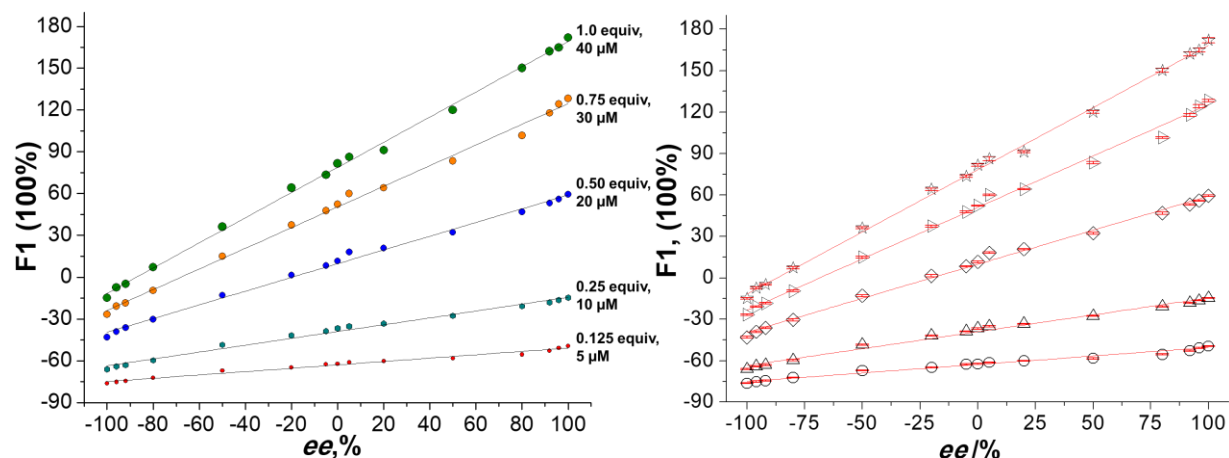 F1 (100%)
180
150
120
90
60
30
0
-30
-60
-90
1.0 equiv,
40 µM
0.75 equiv,
30 µM
0.50 equiv,
20 µM
0.25 equiv,
10 µM
0.125 equiv,
5 µM
-100 -80 -60 -40 -20 0 20 40 60 80 100
ee,%
F1, (100%)
180
150
120
90
60
30
0
-30
-60
-90
-100 -75 -50 -25 0 25 50 75 100
ee/%